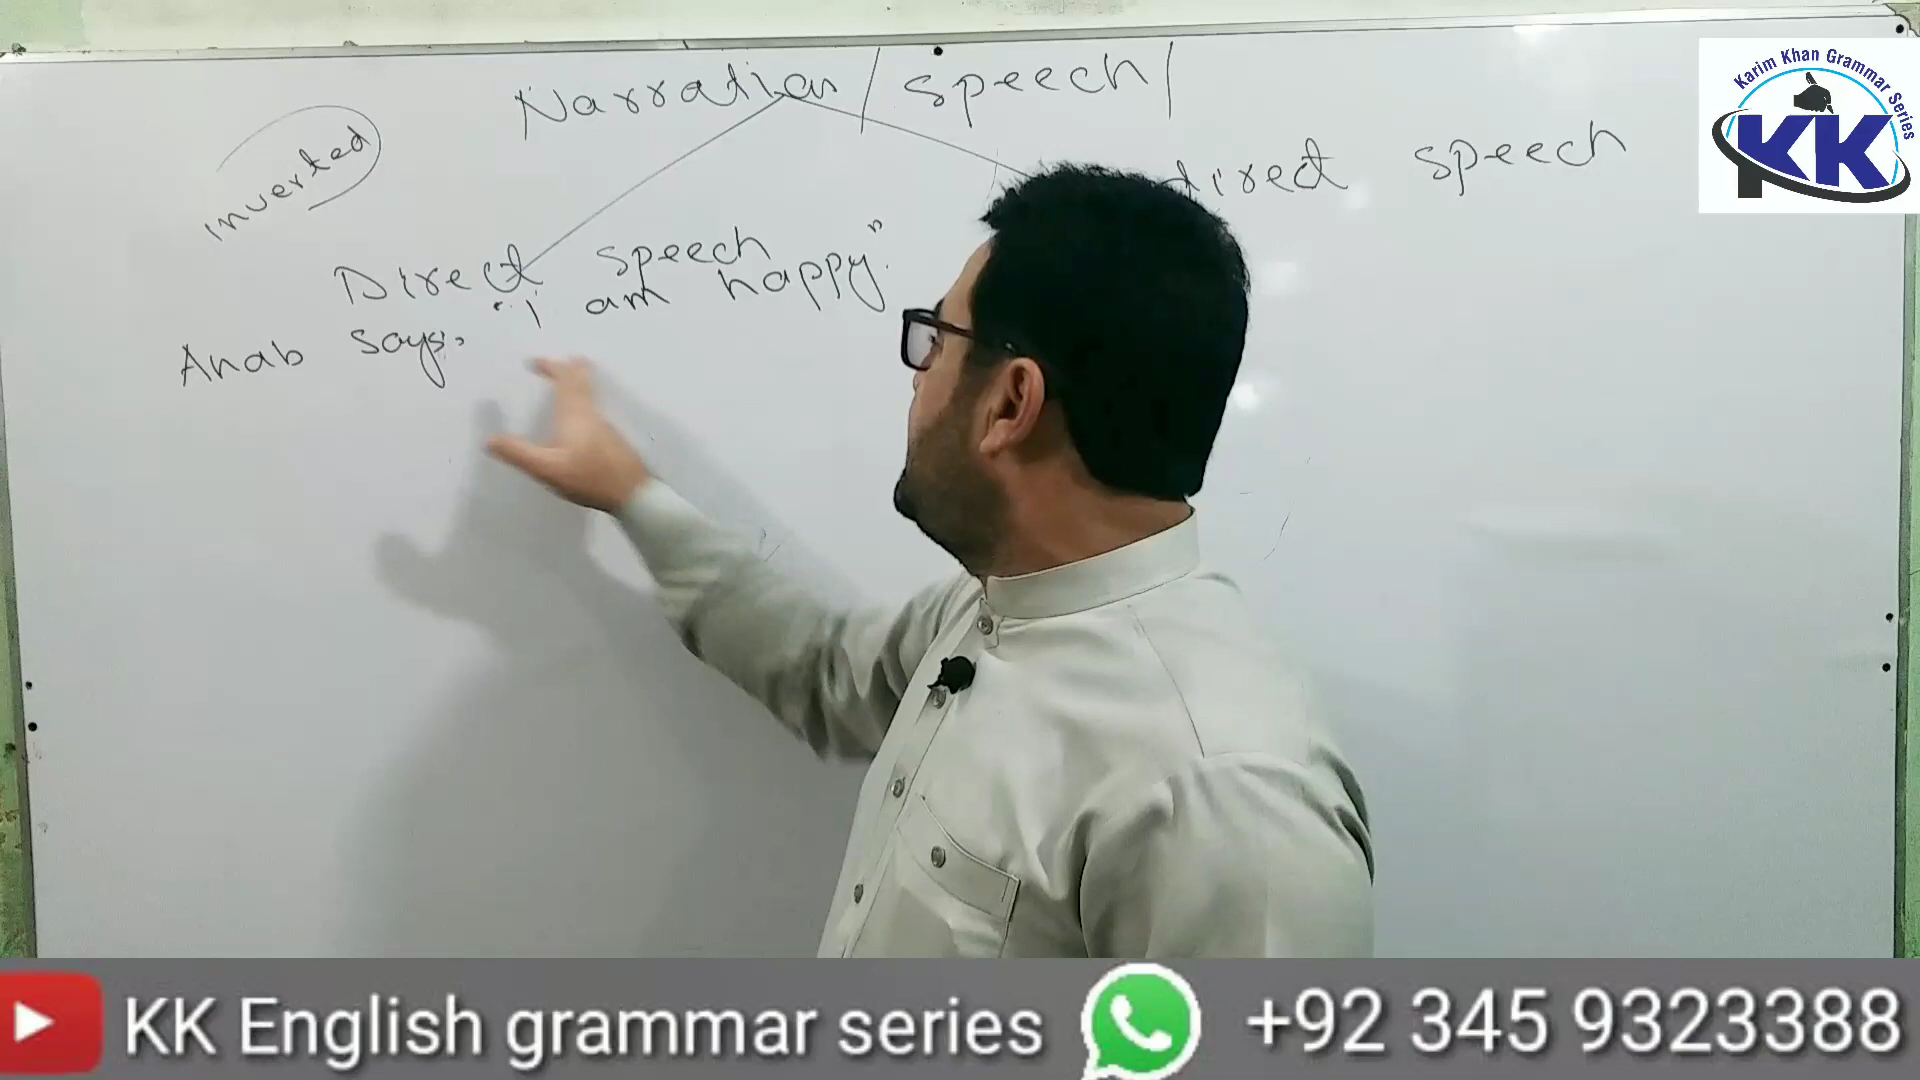 Narration / speech /
inverted
direct speech
Direct speech
Anab says, "I am happy."
Karim Khan Grammar Series
KK
KK English grammar series +92 345 9323388